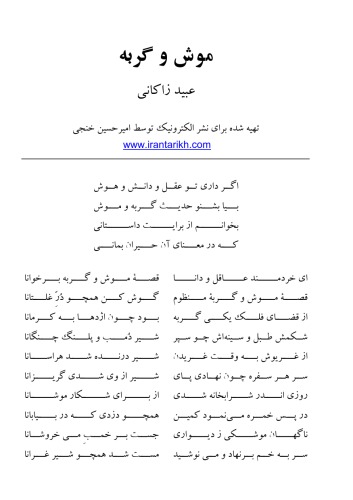 موش و گربه
عبید زاکانی
تهیه شده برای نشر الکترونیک توسط امیرحسین خنجی
www.irantarikh.com
اگر داری تو عقل و دانش و هوش
بیا بشنو حدیث گربه و موش
بخوانم از برایت داستانی
که در معنای آن حیران بمانی
ای خردمند عاقل و دانا قصهٔ موش و گربه برخوانا
قصهٔ موش و گربهٔ منظوم گوش کن همچو دُرِّ غلتانا
از قضای فلک یکی گربه بود چون اژدها به کرمانا
شکمش طبل و سینه‌اش چو سپر شیر دُمب و پلنگ چنگانا
از غریوش به وقت غریدن شیر درنده شد هراسانا
سر هر سفره چون نهادی پای شیر از وی شدی گریزانا
روزی اندر شرابخانه شدی از برای شکار موشانا
در پس خمره می‌نمود کمین همچو دزدی که در بیابانا
ناگهان موشکی ز دیواری جست بر خمب می خروشانا
سر به خم برنهاد و می نوشید مست شد همچو شیر غرانا